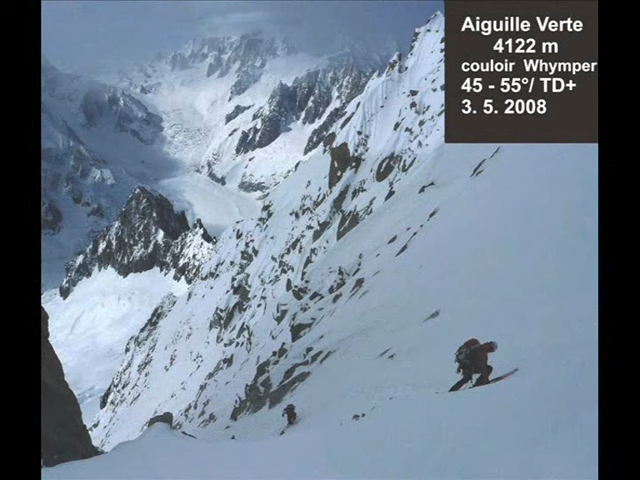 Aiguille Verte
4122 m
couloir Whymper
45 - 55°/ TD+
3. 5. 2008